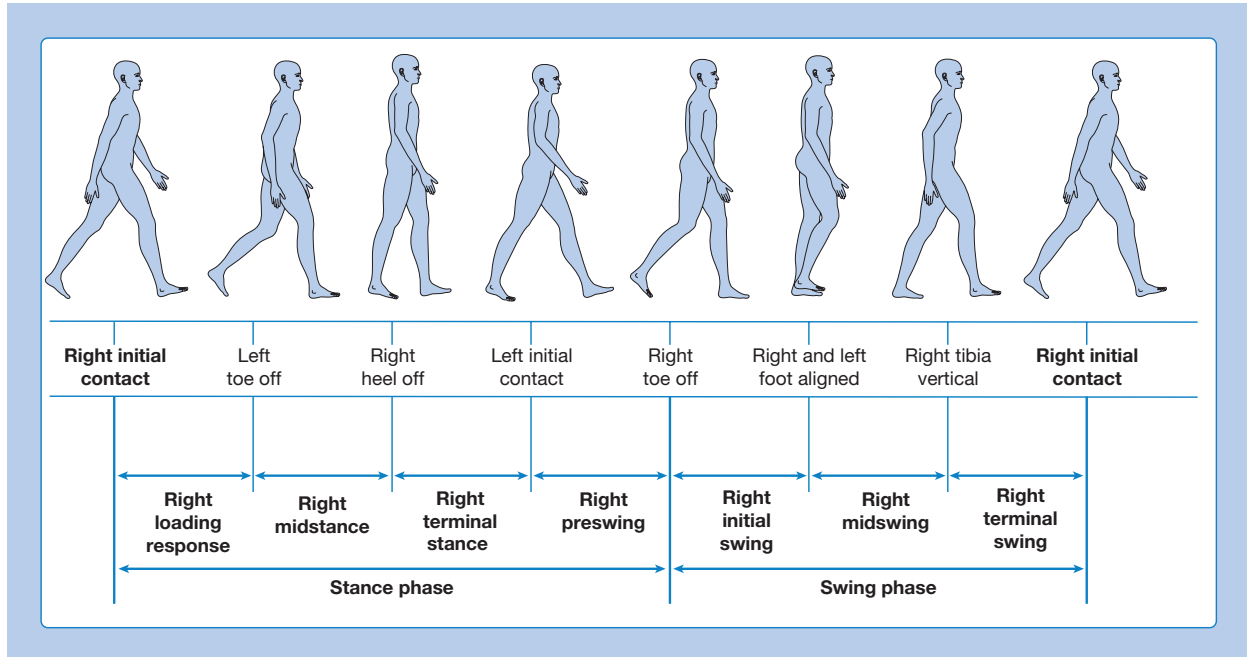 Right initial
contact
Left
toe off
Right
heel off
Left initial
contact
Right
toe off
Right and left
foot aligned
Right tibia
vertical
Right initial
contact
Right
loading
response
Right
midstance
Right
terminal
stance
Right
preswing
Right
initial
swing
Right
midswing
Right
terminal
swing
Stance phase
Swing phase